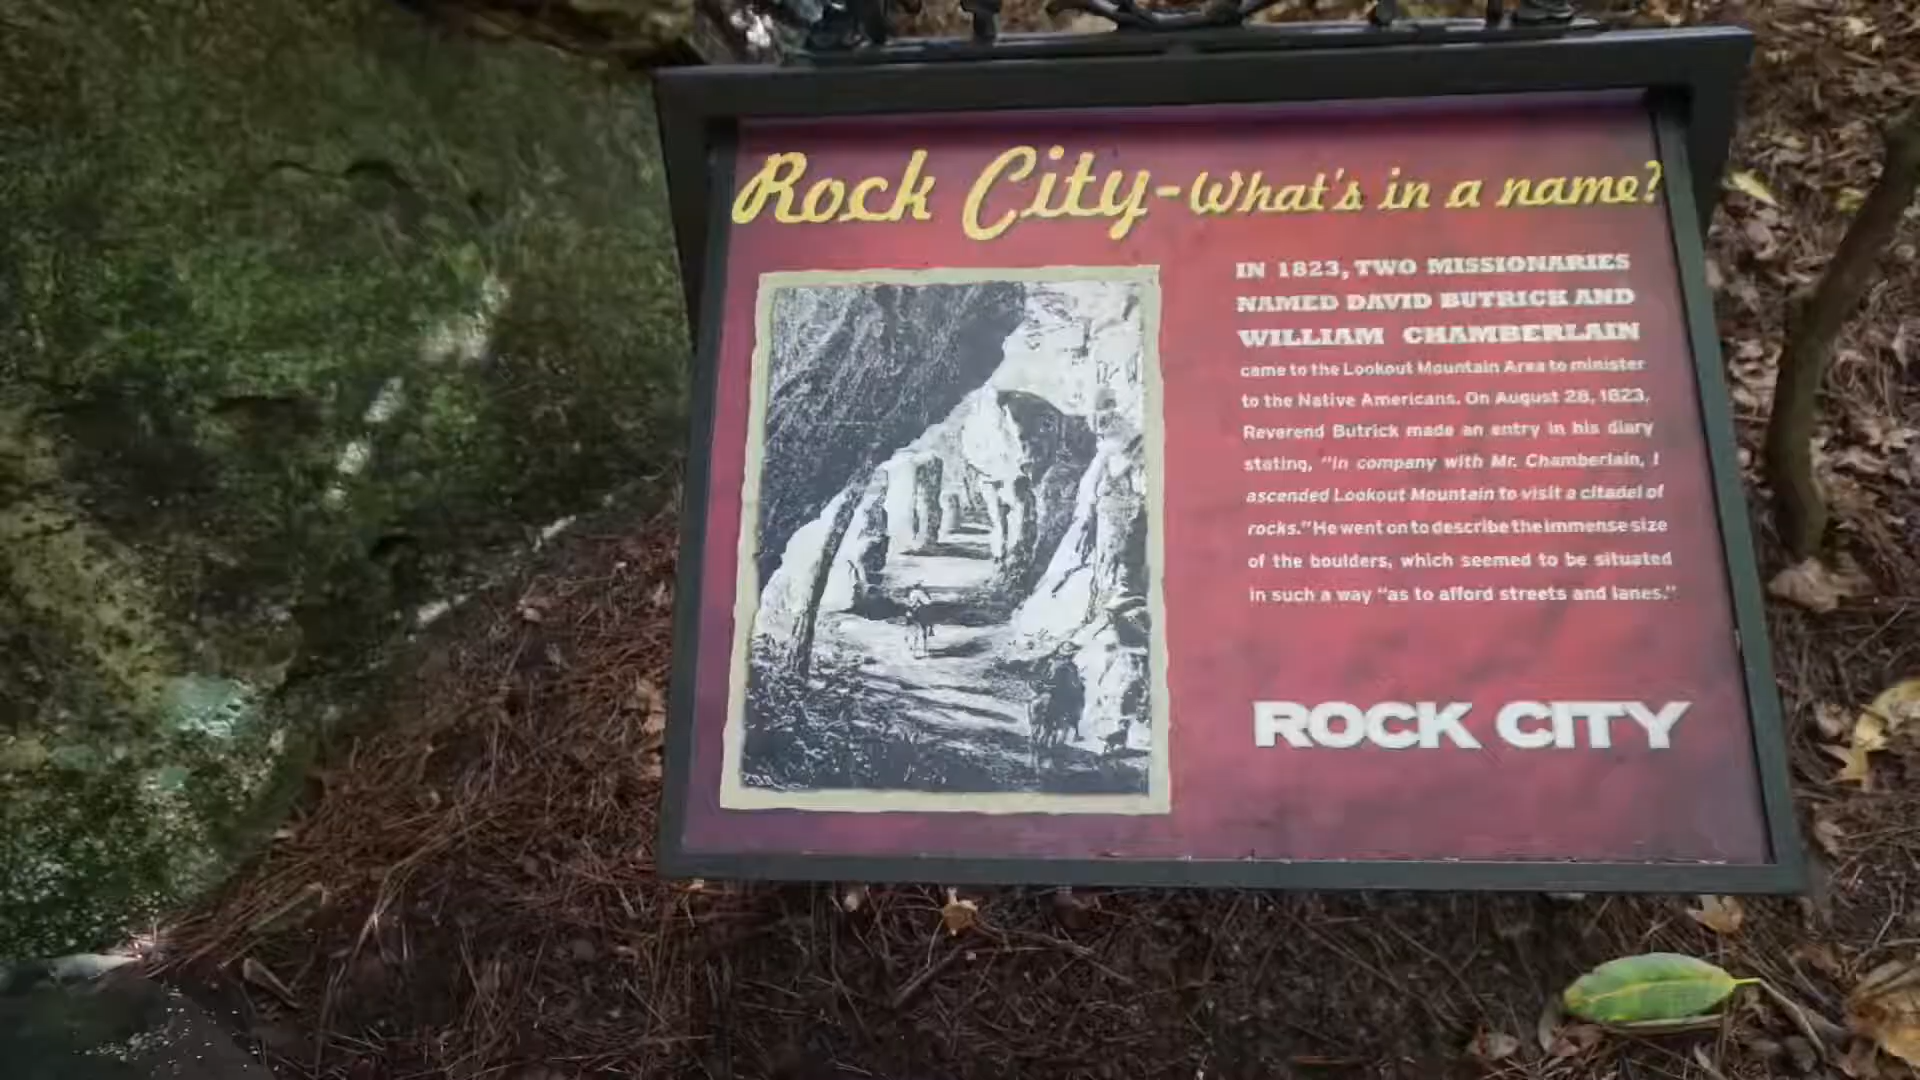 Rock City-What's in a name?
IN 1823, TWO MISSIONARIES
NAMED DAVID BUTRICK AND
WILLIAM CHAMBERLAIN
came to the Lookout Mountain Area to minister
to the Native Americans. On August 28, 1823,
Reverend Butrick made an entry in his diary
stating, "In company with Mr. Chamberlain, I
ascended Lookout Mountain to visit a citadel of
rocks." He went on to describe the immense size
of the boulders, which seemed to be situated
in such a way "as to afford streets and lanes."
ROCK CITY